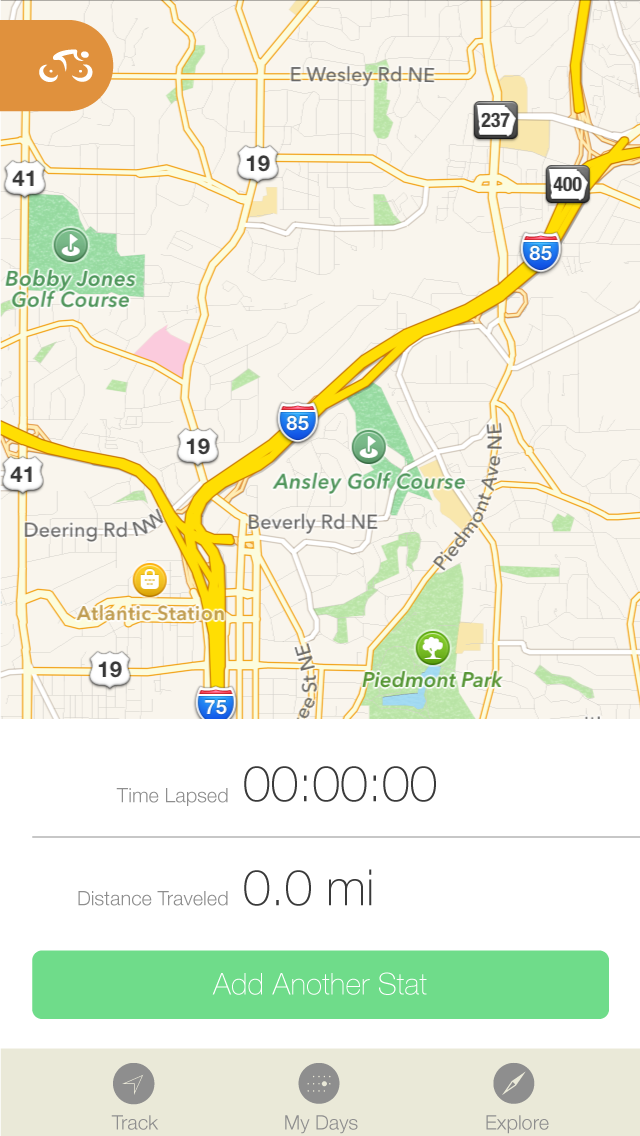 E Wesley Rd NE
237
19
41
400
85
Bobby Jones
Golf Course
85
19
41
Ansley Golf Course
Piedmont Ave NE
Deering Rd NW
Beverly Rd NE
Atlantic Station
19
ee St NE
Piedmont Park
75
Time Lapsed 00:00:00
Distance Traveled 0.0 mi
Add Another Stat
Track My Days Explore